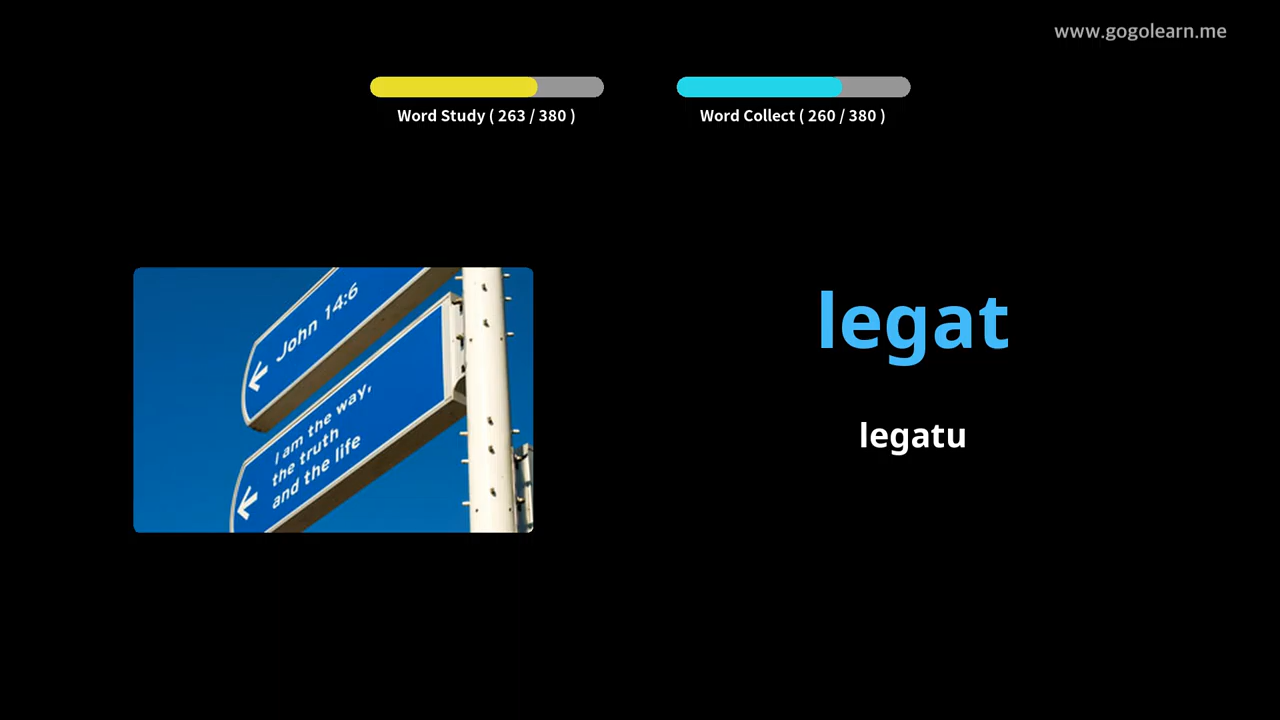 www.gogolearn.me
Word Study ( 263 / 380 )
Word Collect ( 260 / 380 )
John 14:6
I am the way,
the truth
and the life
legat
legatu